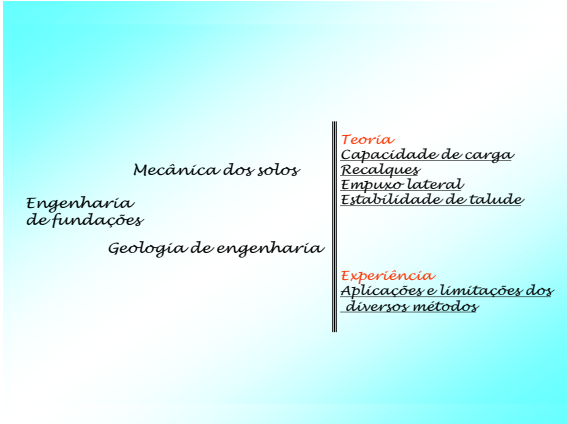 Mecânica dos solos
Engenharia
de fundações
Geologia de engenharia
Teoria
Capacidade de carga
Recalques
Empuxo lateral
Estabilidade de talude
Experiência
Aplicações e limitações dos
diversos métodos